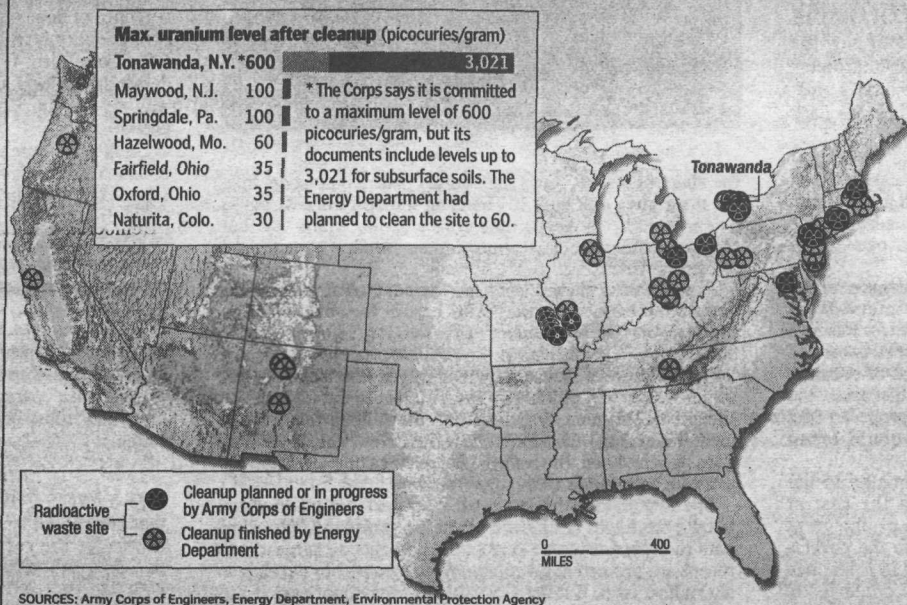 Max. uranium level after cleanup (picocuries/gram)
Tonawanda, N.Y. *600 3,021
Maywood, N.J. 100
Springdale, Pa. 100
Hazelwood, Mo. 60
Fairfield, Ohio 35
Oxford, Ohio 35
Naturita, Colo. 30
* The Corps says it is committed
to a maximum level of 600
picocuries/gram, but its
documents include levels up to
3,021 for subsurface soils. The
Energy Department had
planned to clean the site to 60.
Tonawanda
Radioactive
waste site
Cleanup planned or in progress
by Army Corps of Engineers
Cleanup finished by Energy
Department
0 400
MILES
SOURCES: Army Corps of Engineers, Energy Department, Environmental Protection Agency